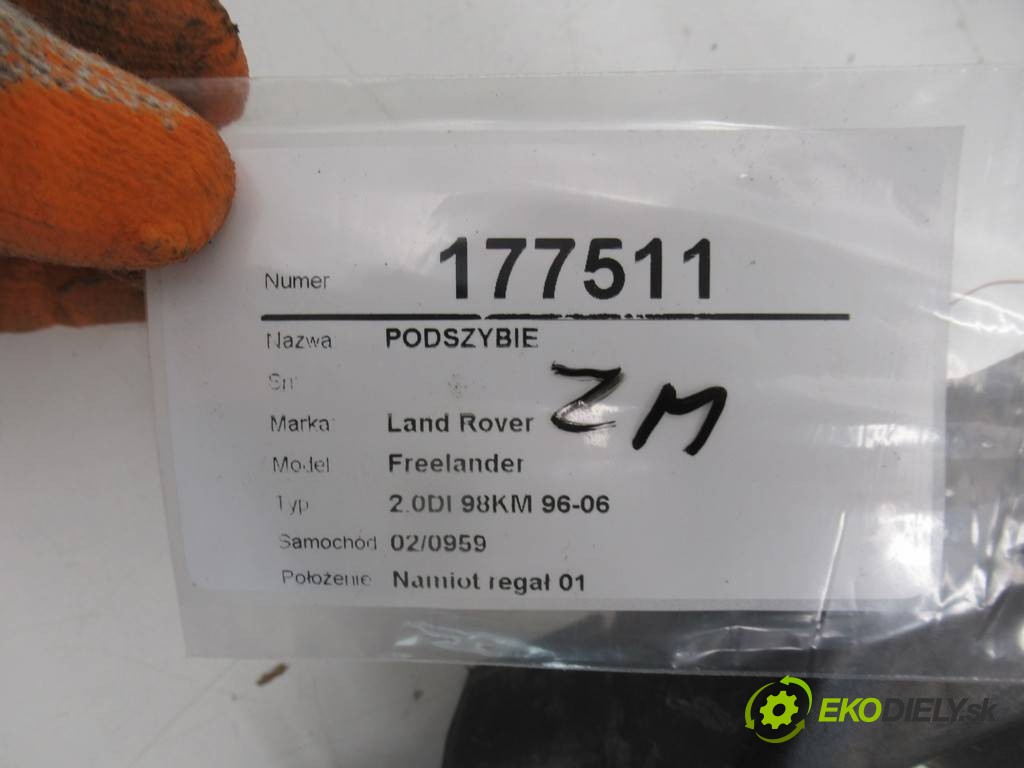 Numer 177511
Nazwa PODSZYBIE
Sn
Marka Land Rover
ZM
Model Freelander
Typ 2.0DI 98KM 96-06
Samochód 02/0959
Położenie Namiot regał 01
EKODIELY.sk